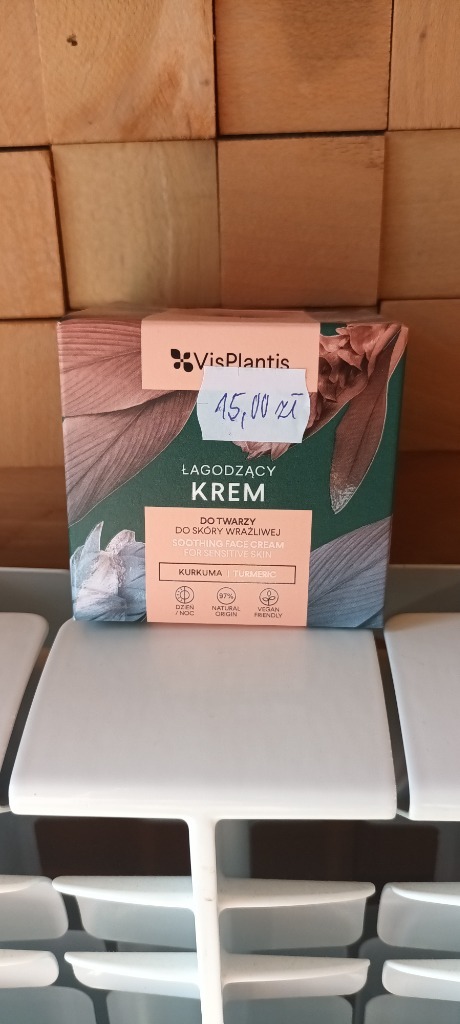 VisPlantis
15,00 zł
ŁAGODZĄCY
KREM
DO TWARZY
DO SKÓRY WRAŻLIWEJ
SOOTHING FACE CREAM
FOR SENSITIVE SKIN
KURKUMA | TURMERIC
DZIEŃ
/ NOC
97%
NATURAL
ORIGIN
VEGAN
FRIENDLY